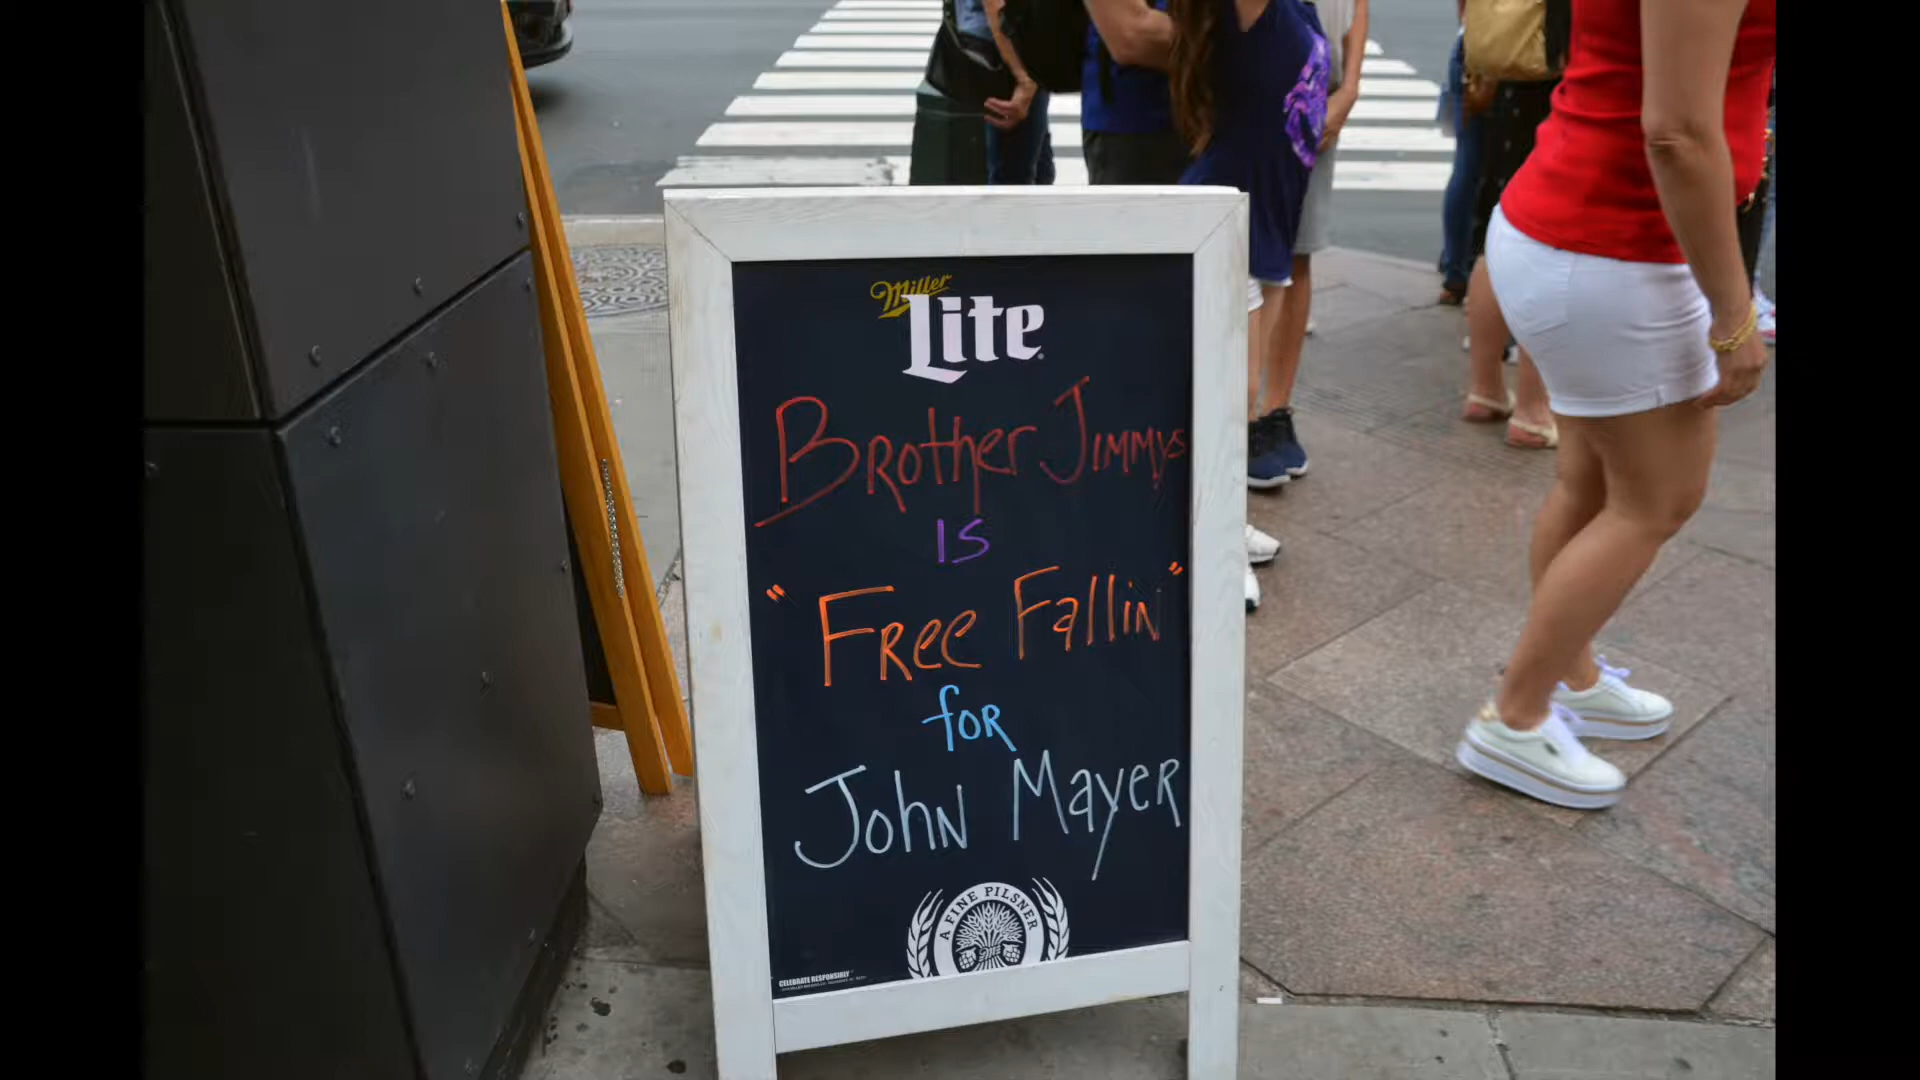 Miller
Lite
Brother Jimmys
is
"Free Fallin"
for
John Mayer
A FINE PILSNER
CELEBRATE RESPONSIBLY